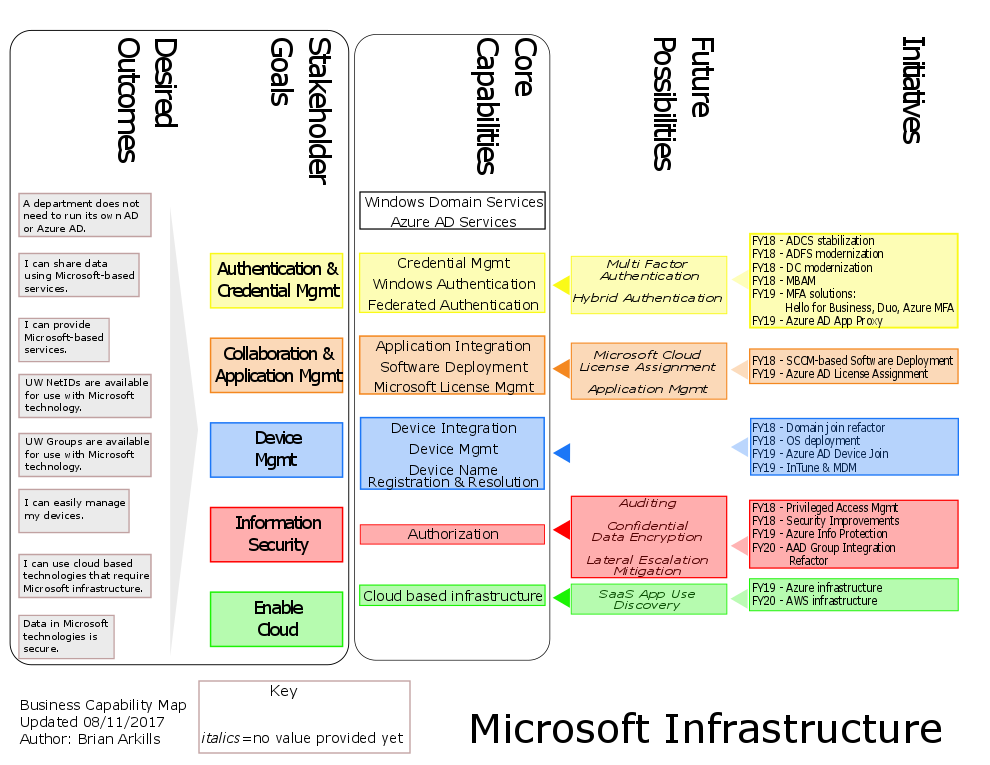 Desired
Outcomes
Stakeholder
Goals
Core
Capabilities
Future
Possibilities
Initiatives
A department does not
need to run its own AD
or Azure AD.
I can share data
using Microsoft-based
services.
I can provide
Microsoft-based
services.
UW NetIDs are available
for use with Microsoft
technology.
UW Groups are available
for use with Microsoft
technology.
I can easily manage
my devices.
I can use cloud based
technologies that require
Microsoft infrastructure.
Data in Microsoft
technologies is
secure.
Authentication &
Credential Mgmt
Collaboration &
Application Mgmt
Device
Mgmt
Information
Security
Enable
Cloud
Windows Domain Services
Azure AD Services
Credential Mgmt
Windows Authentication
Federated Authentication
Application Integration
Software Deployment
Microsoft License Mgmt
Device Integration
Device Mgmt
Device Name
Registration & Resolution
Authorization
Cloud based infrastructure
Multi Factor
Authentication
Hybrid Authentication
Microsoft Cloud
License Assignment
Application Mgmt
Auditing
Confidential
Data Encryption
Lateral Escalation
Mitigation
SaaS App Use
Discovery
FY18 - ADCS stabilization
FY18 - ADFS modernization
FY18 - DC modernization
FY18 - MBAM
FY19 - MFA solutions:
Hello for Business, Duo, Azure MFA
FY19 - Azure AD App Proxy
FY18 - SCCM-based Software Deployment
FY19 - Azure AD License Assignment
FY18 - Domain join refactor
FY18 - OS deployment
FY19 - Azure AD Device Join
FY19 - InTune & MDM
FY18 - Privileged Access Mgmt
FY18 - Security Improvements
FY19 - Azure Info Protection
FY20 - AAD Group Integration
Refactor
FY19 - Azure infrastructure
FY20 - AWS infrastructure
Business Capability Map
Updated 08/11/2017
Author: Brian Arkills
Key
italics=no value provided yet
Microsoft Infrastructure